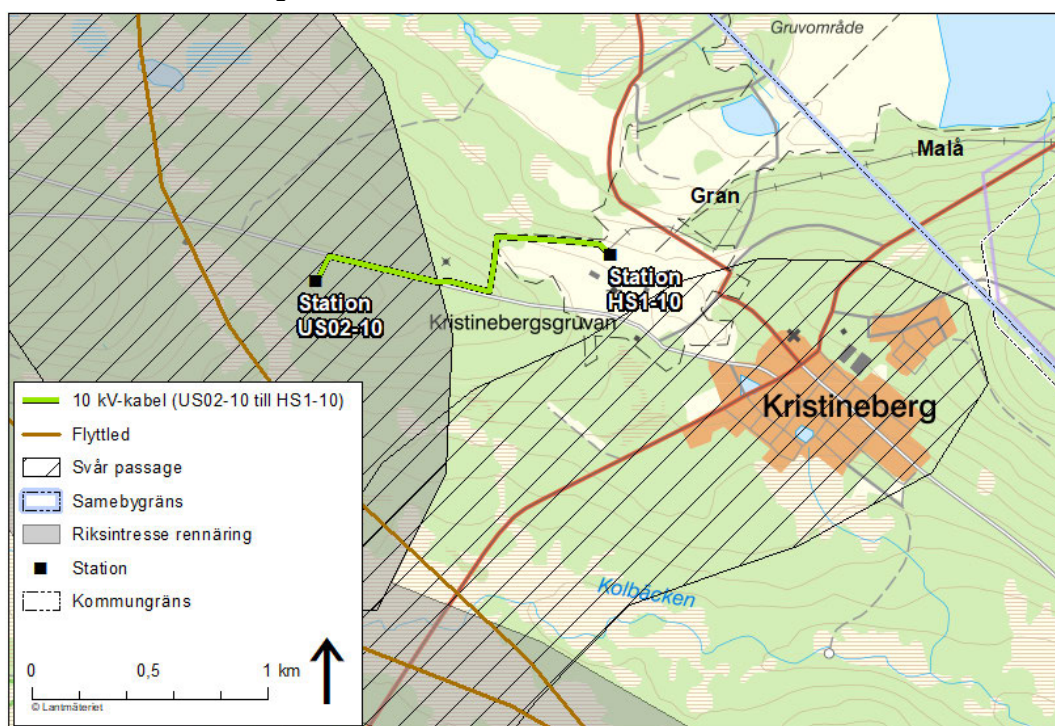 Gruvområde
Malå
Gran
Station
HS1-10
Station
US02-10
Kristinebergsgruvan
Kristineberg
Kolbäcken
10 kV-kabel (US02-10 till HS1-10)
Flyttled
Svår passage
Samebygräns
Riksintresse rennäring
Station
Kommungräns
0 0,5 1 km
© Lantmäteriet